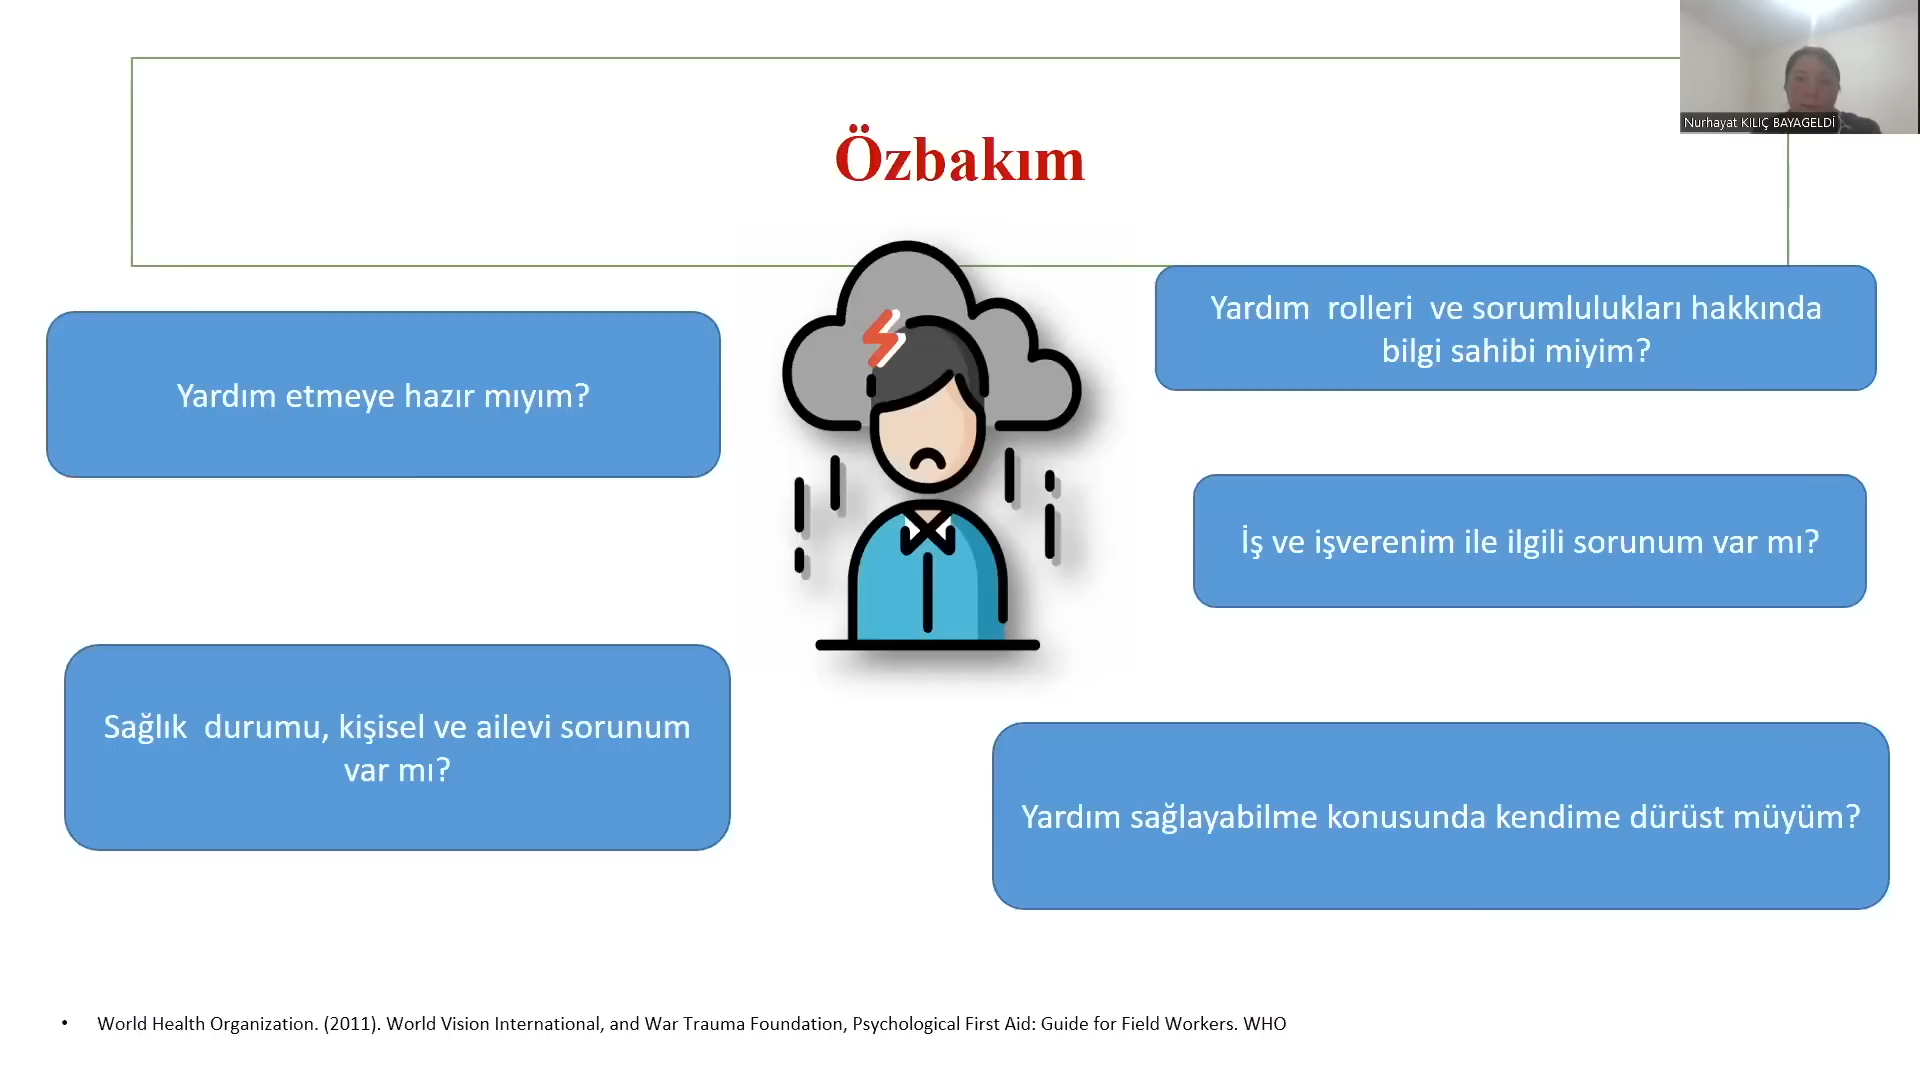 Nurhayat KILIÇ BAYAGELDİ
Özbakım
Yardım etmeye hazır mıyım?
Sağlık durumu, kişisel ve ailevi sorunum
var mı?
Yardım rolleri ve sorumlulukları hakkında
bilgi sahibi miyim?
İş ve işverenim ile ilgili sorunum var mı?
Yardım sağlayabilme konusunda kendime dürüst müyüm?
• World Health Organization. (2011). World Vision International, and War Trauma Foundation, Psychological First Aid: Guide for Field Workers. WHO